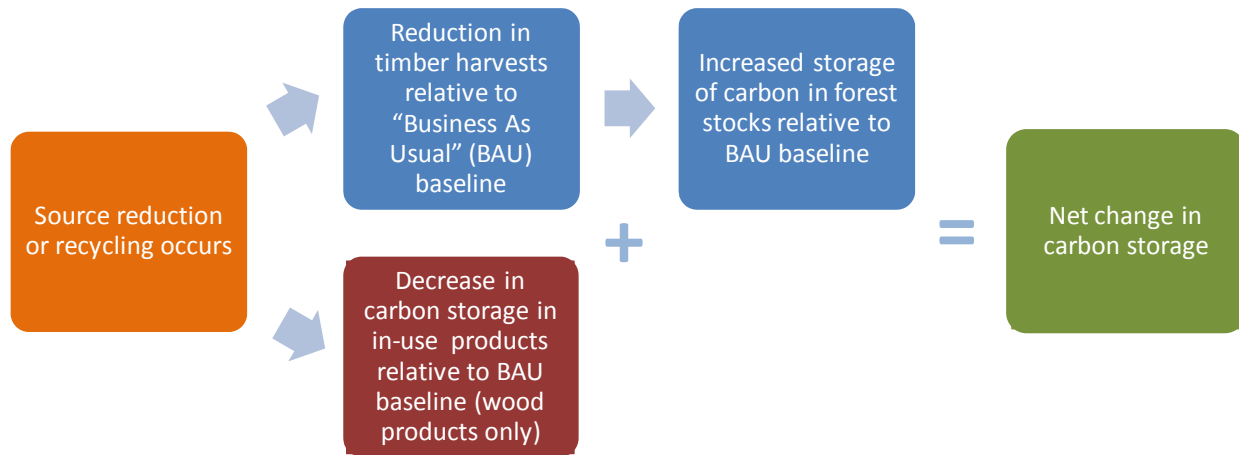 Source reduction
or recycling occurs
Reduction in
timber harvests
relative to
“Business As
Usual” (BAU)
baseline
Increased storage
of carbon in forest
stocks relative to
BAU baseline
+
Decrease in
carbon storage in
in-use products
relative to BAU
baseline (wood
products only)
=
Net change in
carbon storage